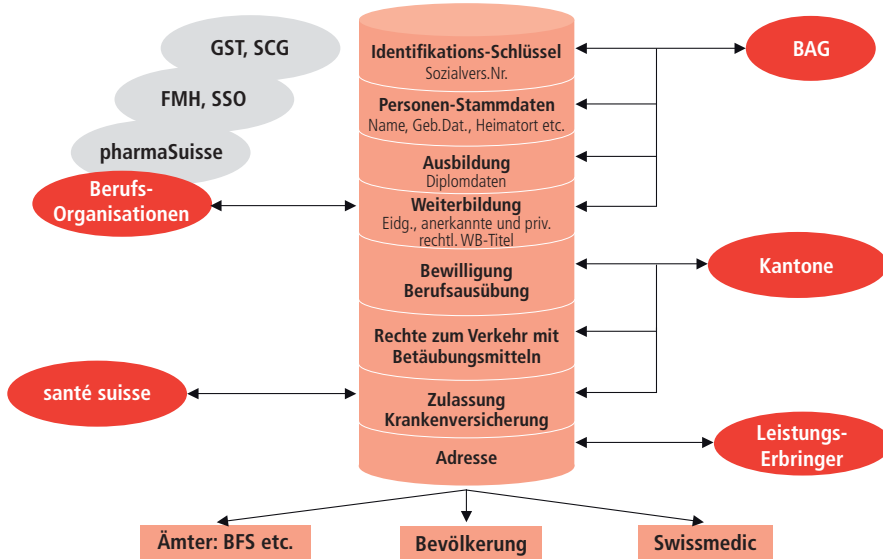 GST, SCG
FMH, SSO
pharmaSuisse
Berufs-
Organisationen
santé suisse
Identifikations-Schlüssel
Sozialvers.Nr.
Personen-Stammdaten
Name, Geb.Dat., Heimatort etc.
Ausbildung
Diplomdaten
Weiterbildung
Eidg., anerkannte und priv.
rechtl. WB-Titel
Bewilligung
Berufsausübung
Rechte zum Verkehr mit
Betäubungsmitteln
Zulassung
Krankenversicherung
Adresse
BAG
Kantone
Leistungs-
Erbringer
Ämter: BFS etc.
Bevölkerung
Swissmedic